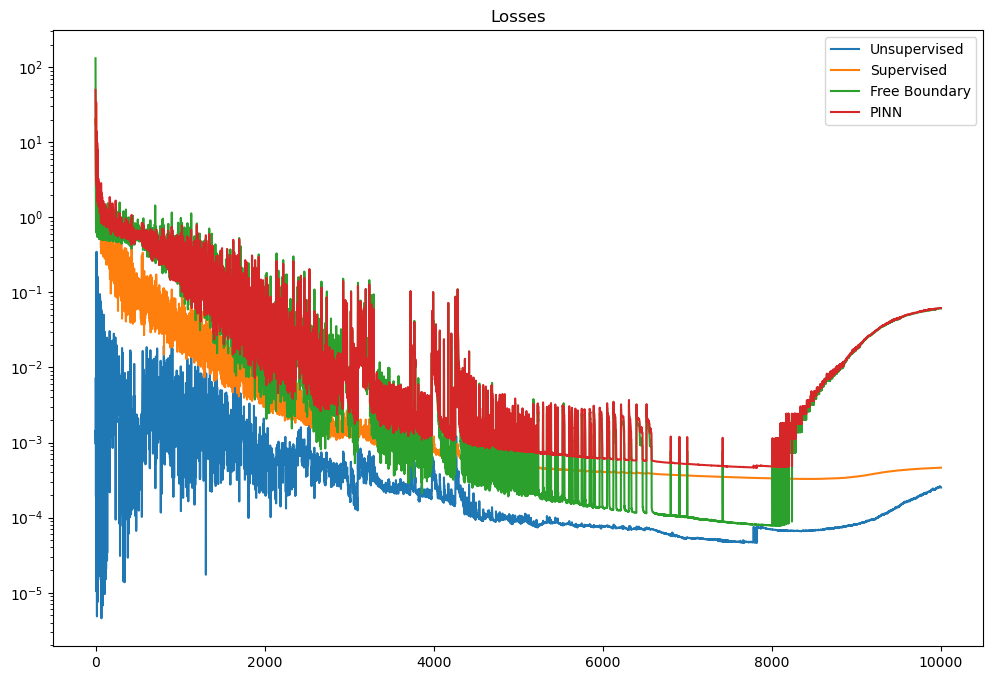 Losses
Unsupervised
Supervised
Free Boundary
PINN
10²
10¹
10⁰
10⁻¹
10⁻²
10⁻³
10⁻⁴
10⁻⁵
0 2000 4000 6000 8000 10000